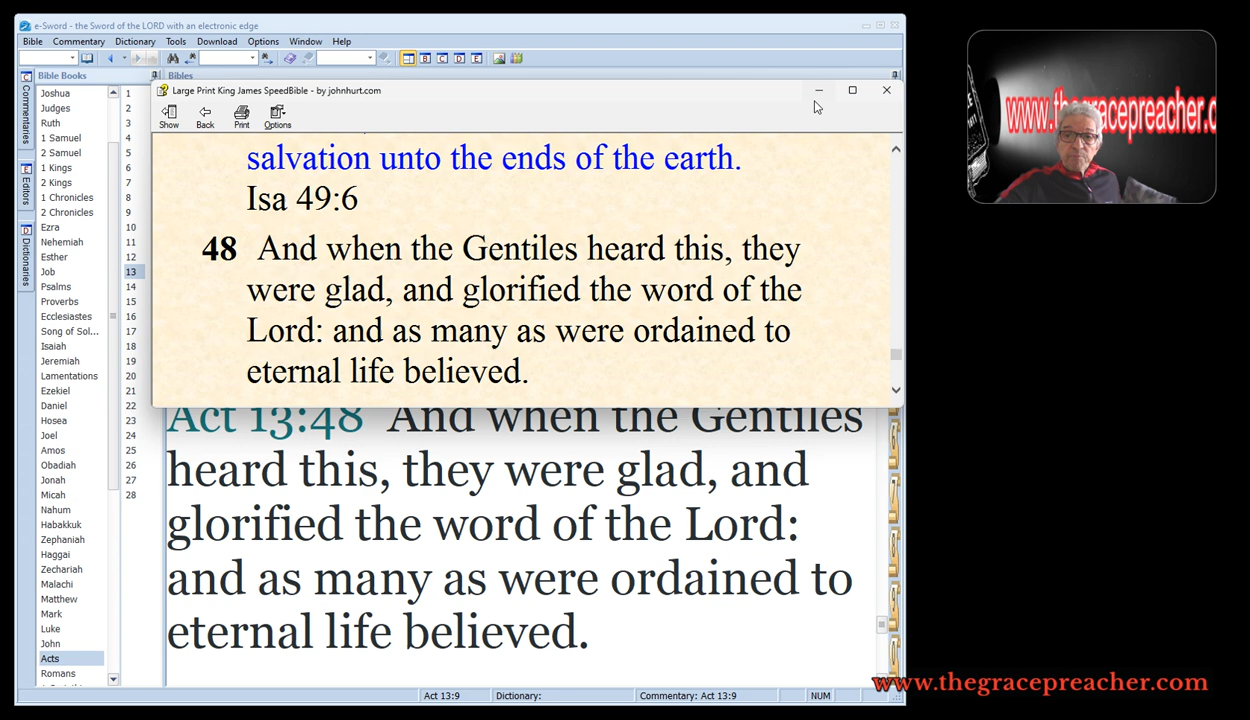 e-Sword - the Sword of the LORD with an electronic edge
Bible Commentary Dictionary Tools Download Options Window Help
B C D E
Bible Books
Bibles
Commentaries
Editors
Dictionaries
Joshua
Judges
Ruth
1 Samuel
2 Samuel
1 Kings
2 Kings
1 Chronicles
2 Chronicles
Ezra
Nehemiah
Esther
Job
Psalms
Proverbs
Ecclesiastes
Song of Sol...
Isaiah
Jeremiah
Lamentations
Ezekiel
Daniel
Hosea
Joel
Amos
Obadiah
Jonah
Micah
Nahum
Habakkuk
Zephaniah
Haggai
Zechariah
Malachi
Matthew
Mark
Luke
John
Acts
Romans
1
2
3
4
5
6
7
8
9
10
11
12
13
14
15
16
17
18
19
20
21
22
23
24
25
26
27
28
Large Print King James SpeedBible - by johnhurt.com
Show Back Print Options
salvation unto the ends of the earth.
Isa 49:6
48 And when the Gentiles heard this, they
were glad, and glorified the word of the
Lord: and as many as were ordained to
eternal life believed.
Act 13:48 And when the Gentiles
heard this, they were glad, and
glorified the word of the Lord:
and as many as were ordained to
eternal life believed.
Act 13:9 Dictionary: Commentary: Act 13:9 NUM
www.thegracepreacher.c
www.thegracepreacher.com